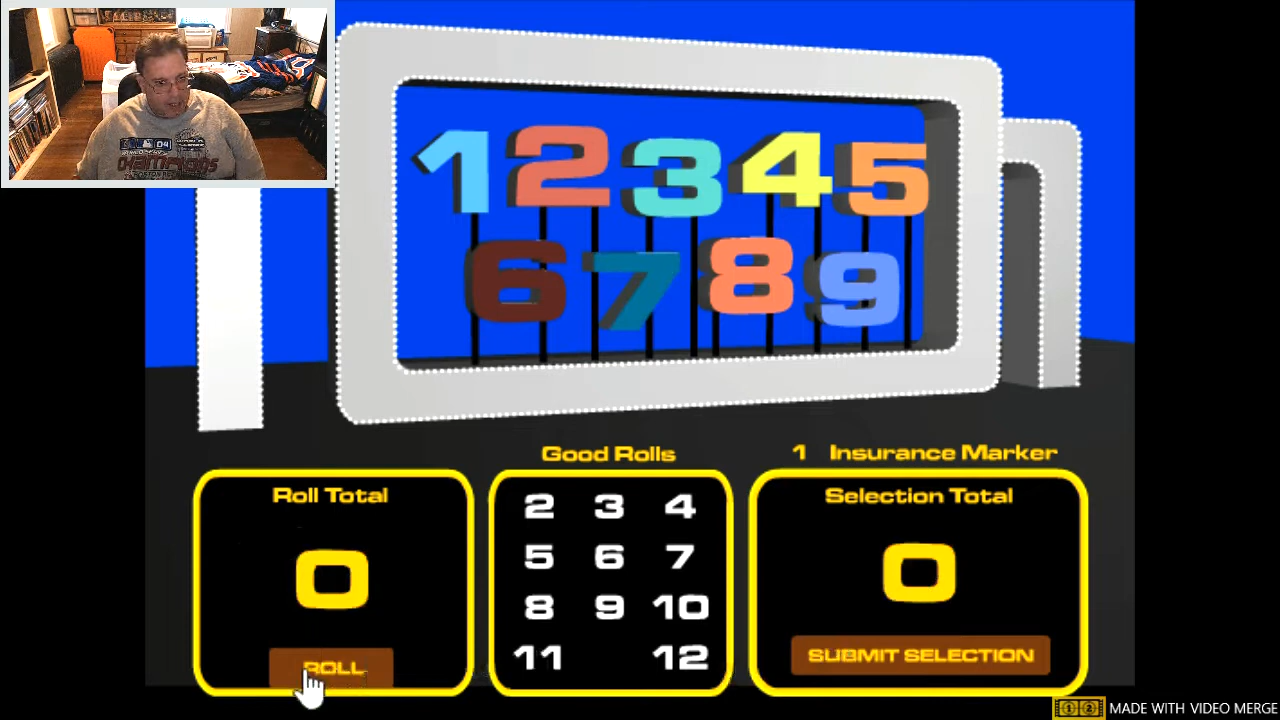 1 2 3 4 5
6 7 8 9
Good Rolls
1 Insurance Marker
Roll Total
0
ROLL
2 3 4
5 6 7
8 9 10
11 12
Selection Total
0
SUBMIT SELECTION
04
MADE WITH VIDEO MERGE